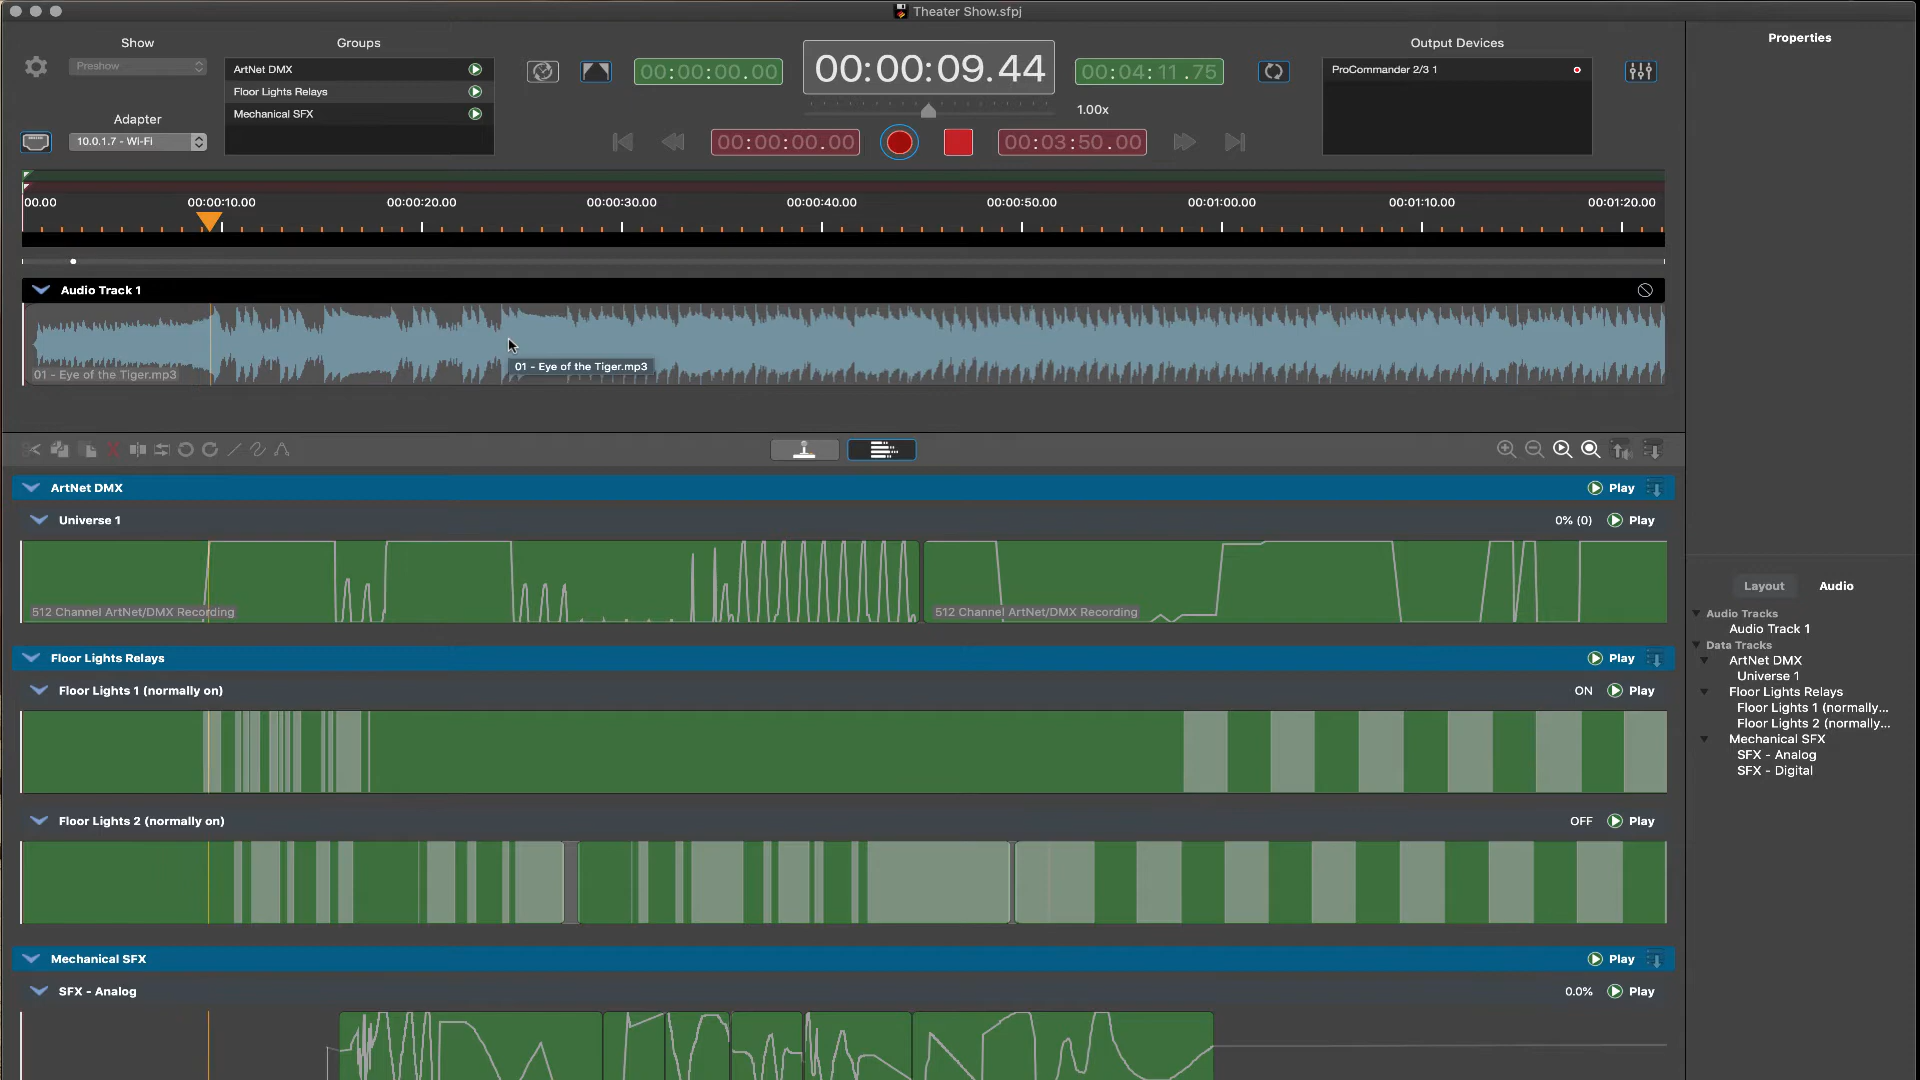 Theater Show.sfpj
Show
Groups
Output Devices
Properties
Preshow
ArtNet DMX
Floor Lights Relays
Mechanical SFX
00:00:00.00
00:00:09.44
00:04:11.75
ProCommander 2/3 1
1.00x
Adapter
10.0.1.7 - Wi-Fi
00:00:00.00
00:03:50.00
00.00
00:00:10.00
00:00:20.00
00:00:30.00
00:00:40.00
00:00:50.00
00:01:00.00
00:01:10.00
00:01:20.00
Audio Track 1
01 - Eye of the Tiger.mp3
01 - Eye of the Tiger.mp3
ArtNet DMX
Play
Universe 1
0% (0)
Play
512 Channel ArtNet/DMX Recording
512 Channel ArtNet/DMX Recording
Floor Lights Relays
Play
Floor Lights 1 (normally on)
ON
Play
Floor Lights 2 (normally on)
OFF
Play
Mechanical SFX
Play
SFX - Analog
0.0%
Play
Layout
Audio
Audio Tracks
Audio Track 1
Data Tracks
ArtNet DMX
Universe 1
Floor Lights Relays
Floor Lights 1 (normally...
Floor Lights 2 (normally...
Mechanical SFX
SFX - Analog
SFX - Digital